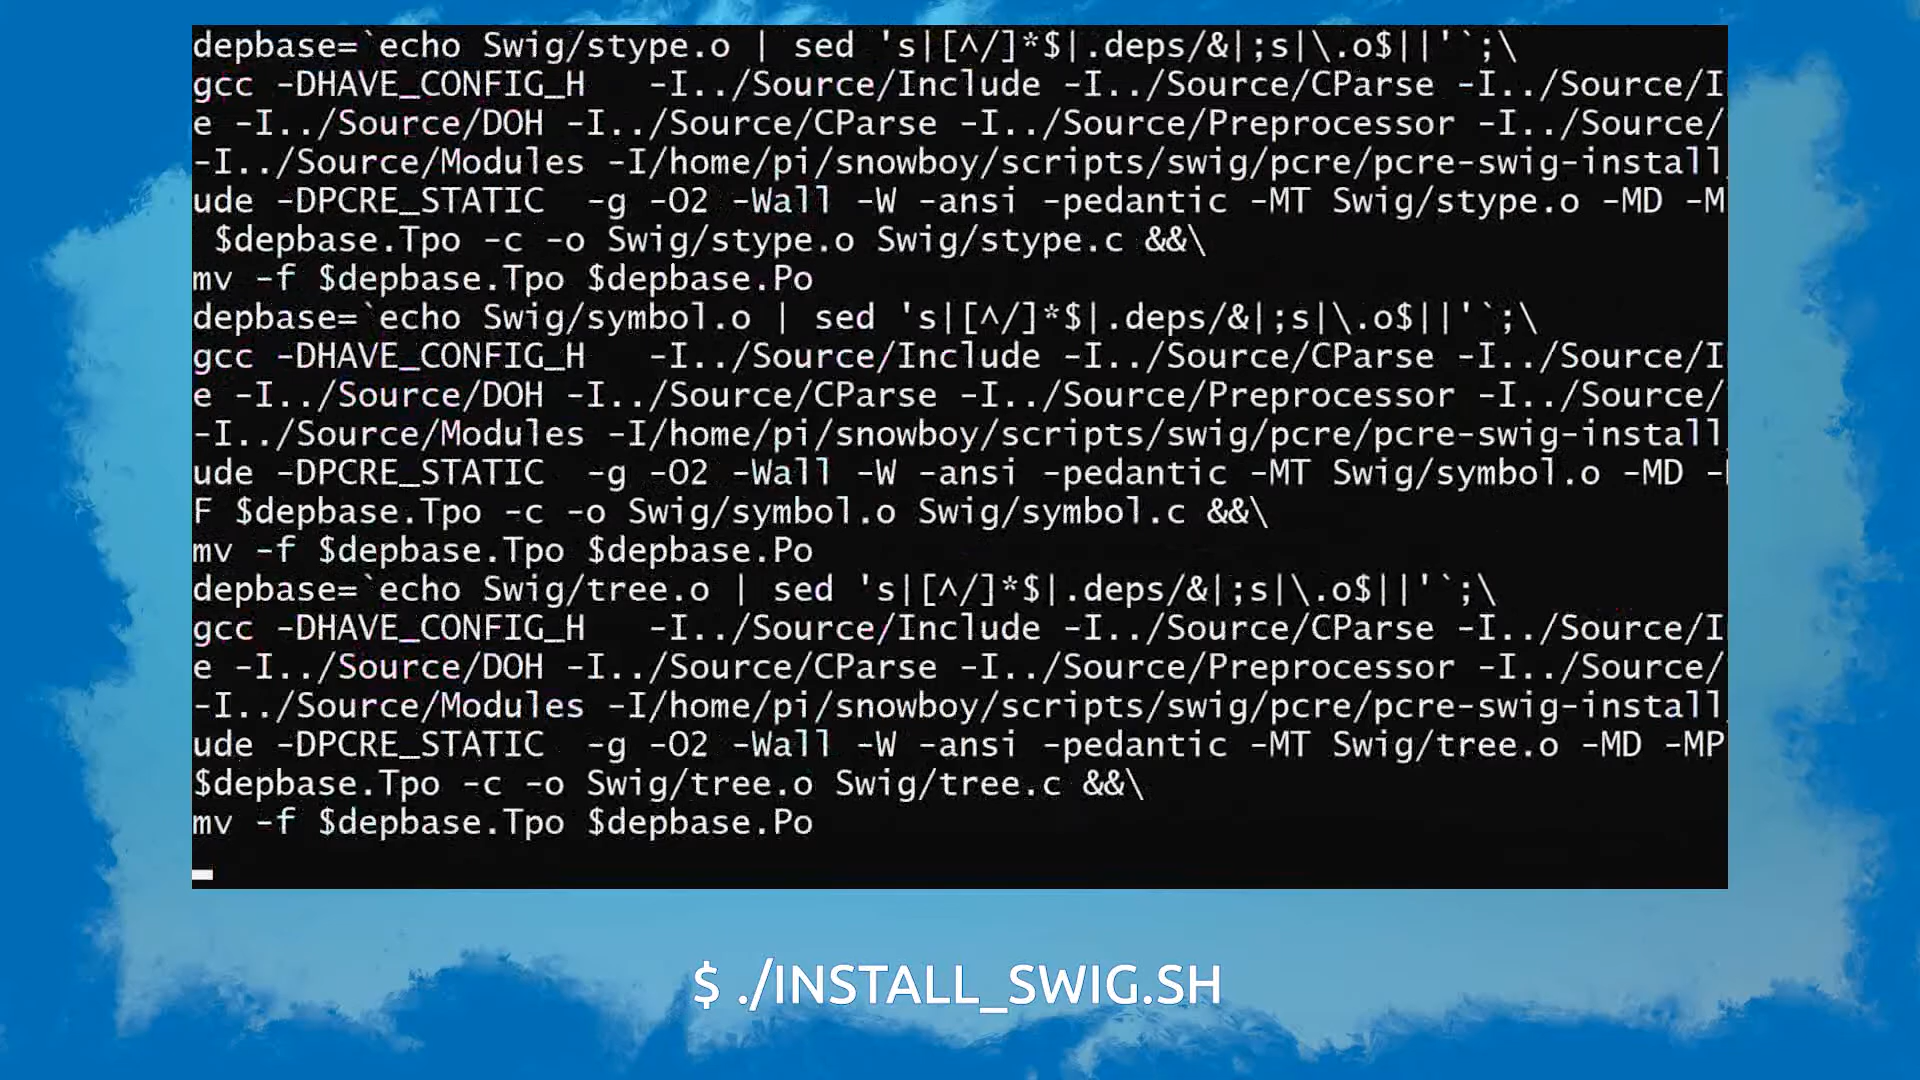 depbase=`echo Swig/stype.o | sed 's|[^/]*$|.deps/&|;s|\.o$||'`;\
gcc -DHAVE_CONFIG_H   -I../Source/Include -I../Source/CParse -I../Source/I
e -I../Source/DOH -I../Source/CParse -I../Source/Preprocessor -I../Source/
-I../Source/Modules -I/home/pi/snowboy/scripts/swig/pcre/pcre-swig-install
ude -DPCRE_STATIC  -g -O2 -Wall -W -ansi -pedantic -MT Swig/stype.o -MD -M
 $depbase.Tpo -c -o Swig/stype.o Swig/stype.c &&\
mv -f $depbase.Tpo $depbase.Po
depbase=`echo Swig/symbol.o | sed 's|[^/]*$|.deps/&|;s|\.o$||'`;\
gcc -DHAVE_CONFIG_H   -I../Source/Include -I../Source/CParse -I../Source/I
e -I../Source/DOH -I../Source/CParse -I../Source/Preprocessor -I../Source/
-I../Source/Modules -I/home/pi/snowboy/scripts/swig/pcre/pcre-swig-install
ude -DPCRE_STATIC  -g -O2 -Wall -W -ansi -pedantic -MT Swig/symbol.o -MD -
F $depbase.Tpo -c -o Swig/symbol.o Swig/symbol.c &&\
mv -f $depbase.Tpo $depbase.Po
depbase=`echo Swig/tree.o | sed 's|[^/]*$|.deps/&|;s|\.o$||'`;\
gcc -DHAVE_CONFIG_H   -I../Source/Include -I../Source/CParse -I../Source/I
e -I../Source/DOH -I../Source/CParse -I../Source/Preprocessor -I../Source/
-I../Source/Modules -I/home/pi/snowboy/scripts/swig/pcre/pcre-swig-install
ude -DPCRE_STATIC  -g -O2 -Wall -W -ansi -pedantic -MT Swig/tree.o -MD -MP
$depbase.Tpo -c -o Swig/tree.o Swig/tree.c &&\
mv -f $depbase.Tpo $depbase.Po
$ ./INSTALL_SWIG.SH